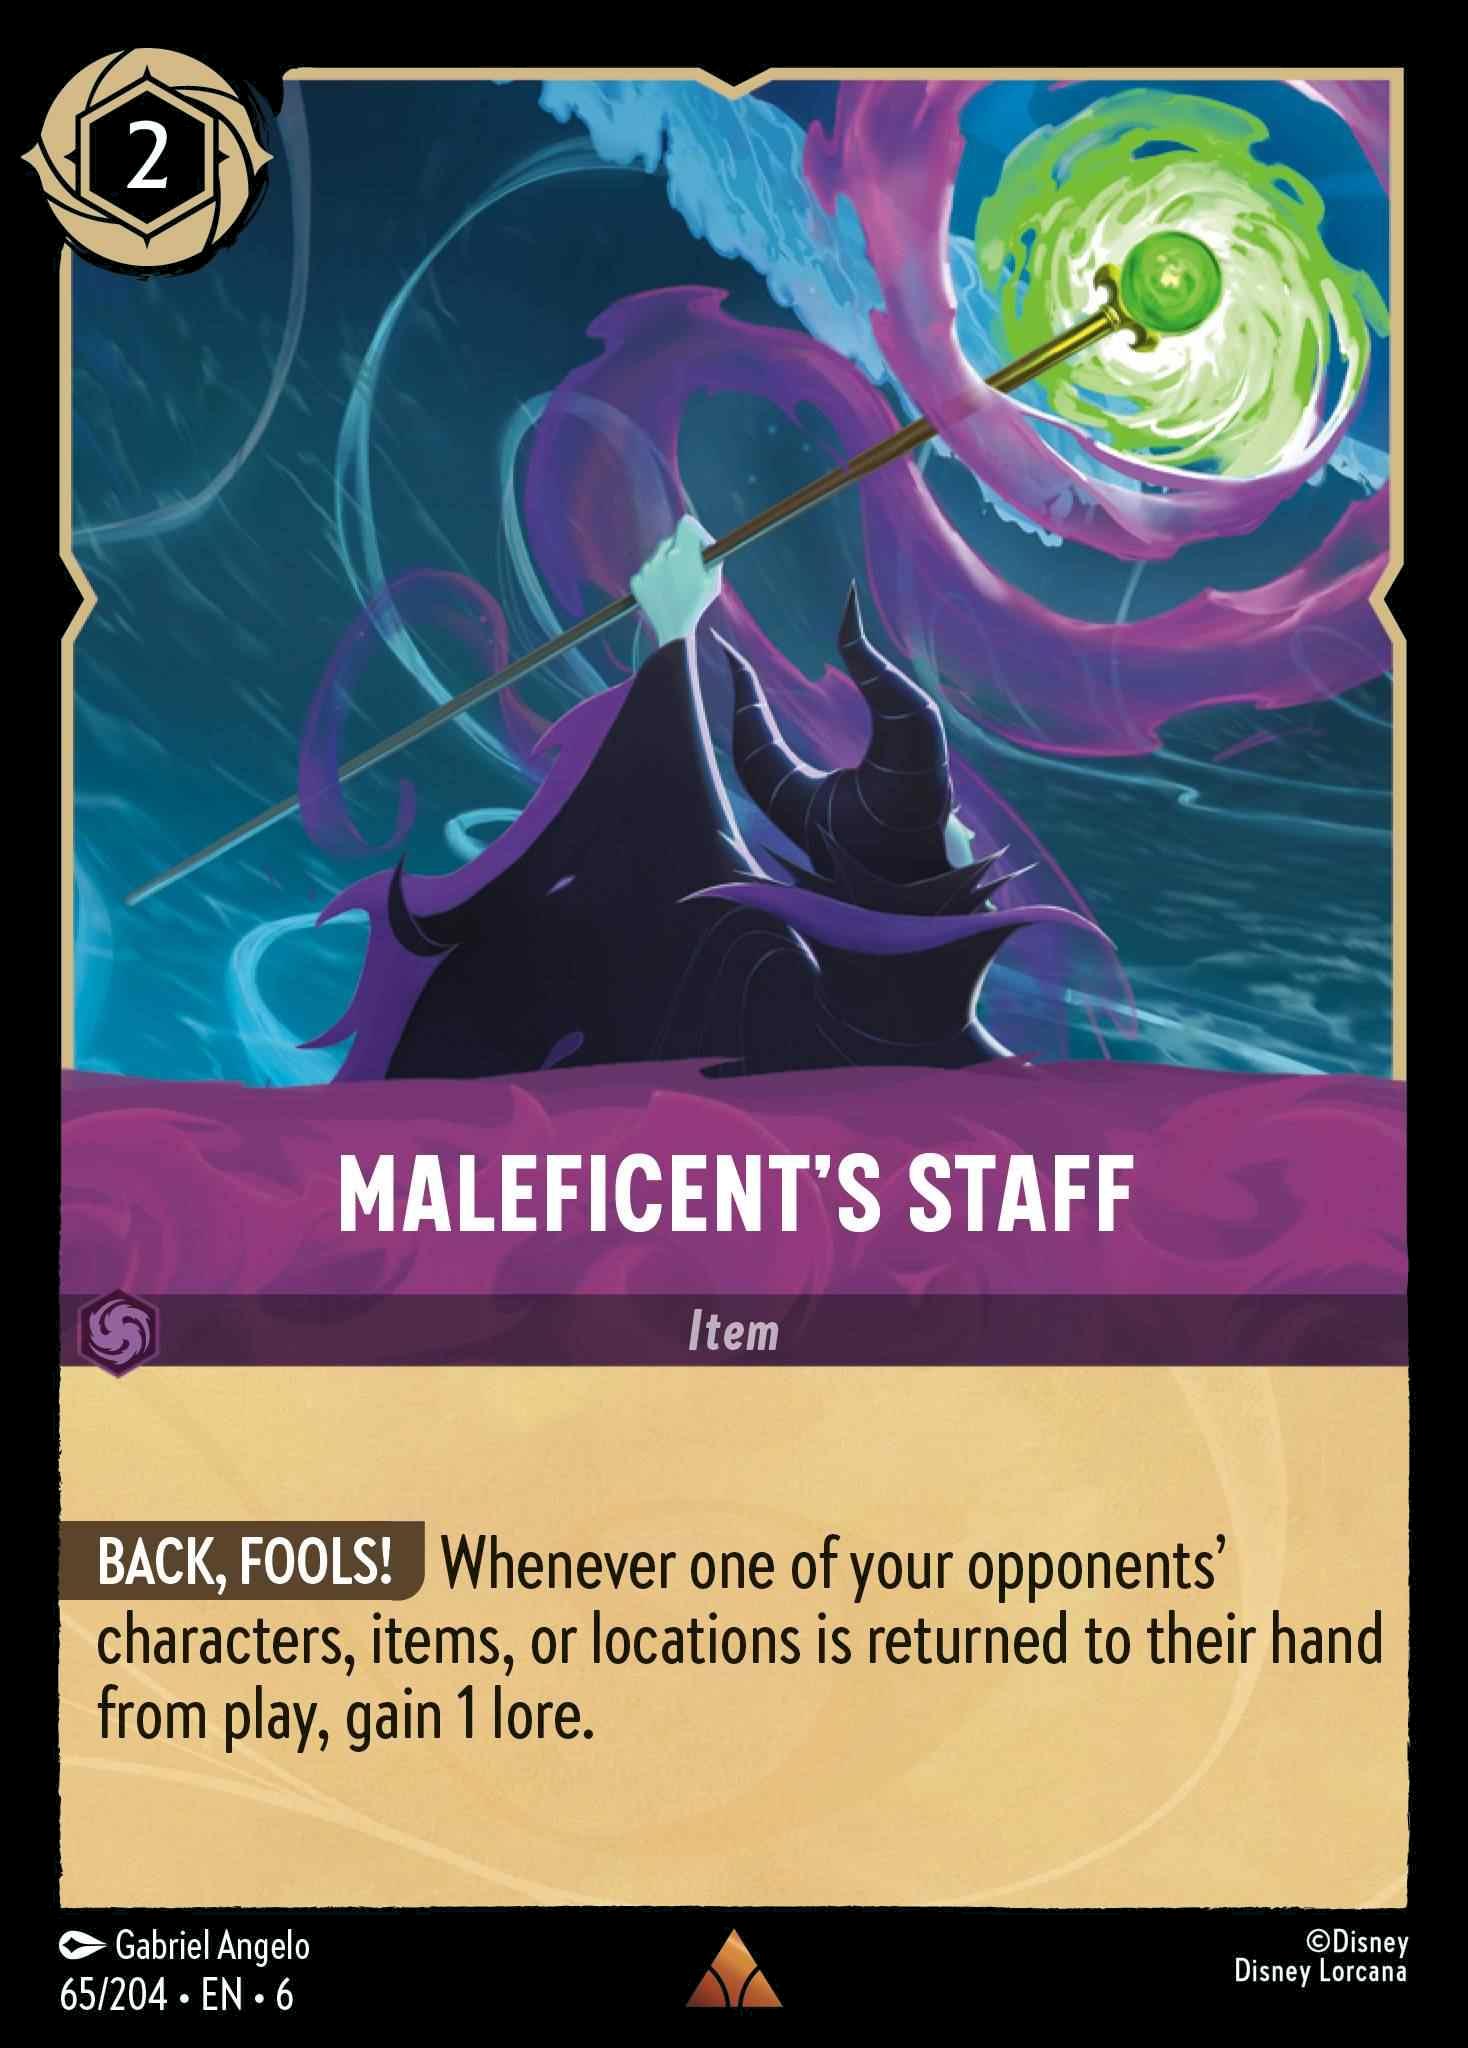 2
MALEFICENT’S STAFF
Item
BACK, FOOLS! Whenever one of your opponents’
characters, items, or locations is returned to their hand
from play, gain 1 lore.
Gabriel Angelo
65/204 • EN • 6
©Disney
Disney Lorcana